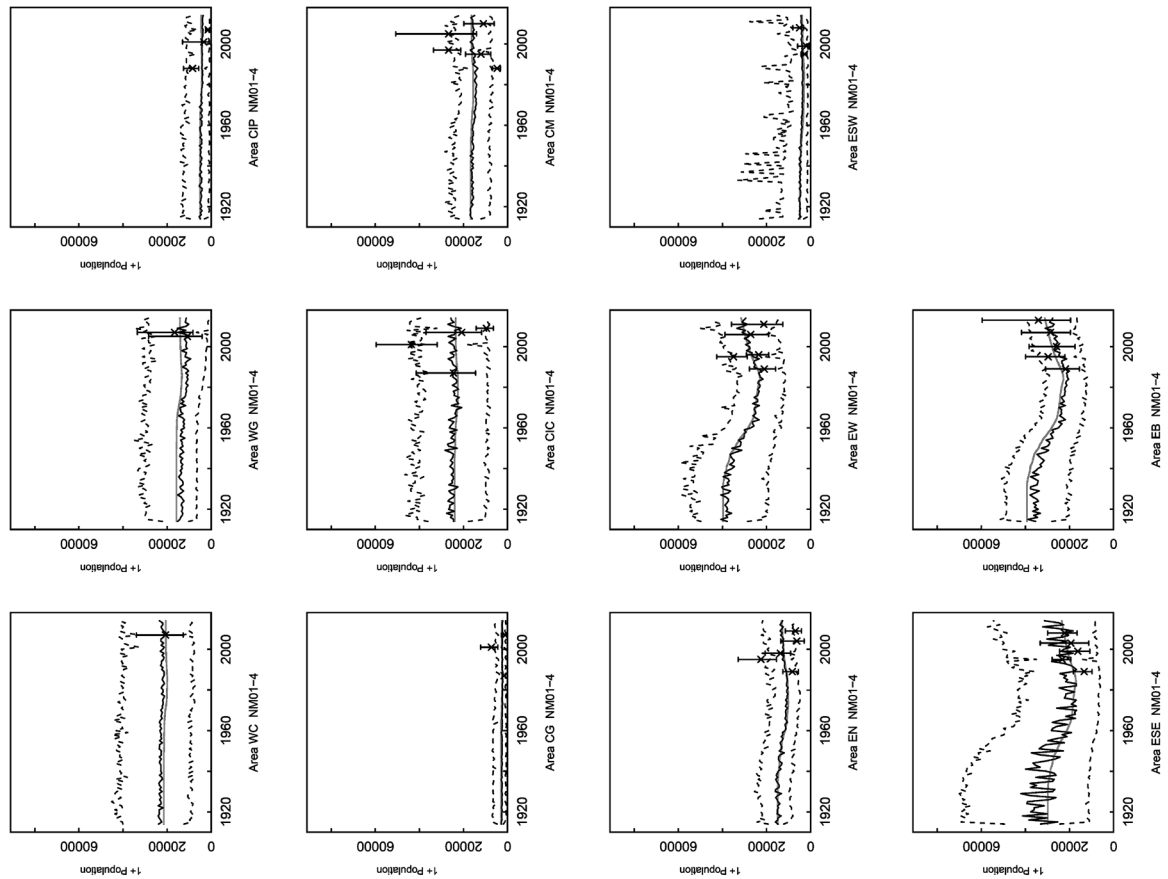 1+ Population
0 20000 60000
1920 1960 2000
Area ESE NM01−4
1+ Population
0 20000 60000
1920 1960 2000
Area EN NM01−4
1+ Population
0 20000 60000
1920 1960 2000
Area CG NM01−4
1+ Population
0 20000 60000
1920 1960 2000
Area WC NM01−4
1+ Population
0 20000 60000
1920 1960 2000
Area EB NM01−4
1+ Population
0 20000 60000
1920 1960 2000
Area EW NM01−4
1+ Population
0 20000 60000
1920 1960 2000
Area CIC NM01−4
1+ Population
0 20000 60000
1920 1960 2000
Area WG NM01−4
1+ Population
0 20000 60000
1920 1960 2000
Area ESW NM01−4
1+ Population
0 20000 60000
1920 1960 2000
Area CM NM01−4
1+ Population
0 20000 60000
1920 1960 2000
Area CIP NM01−4